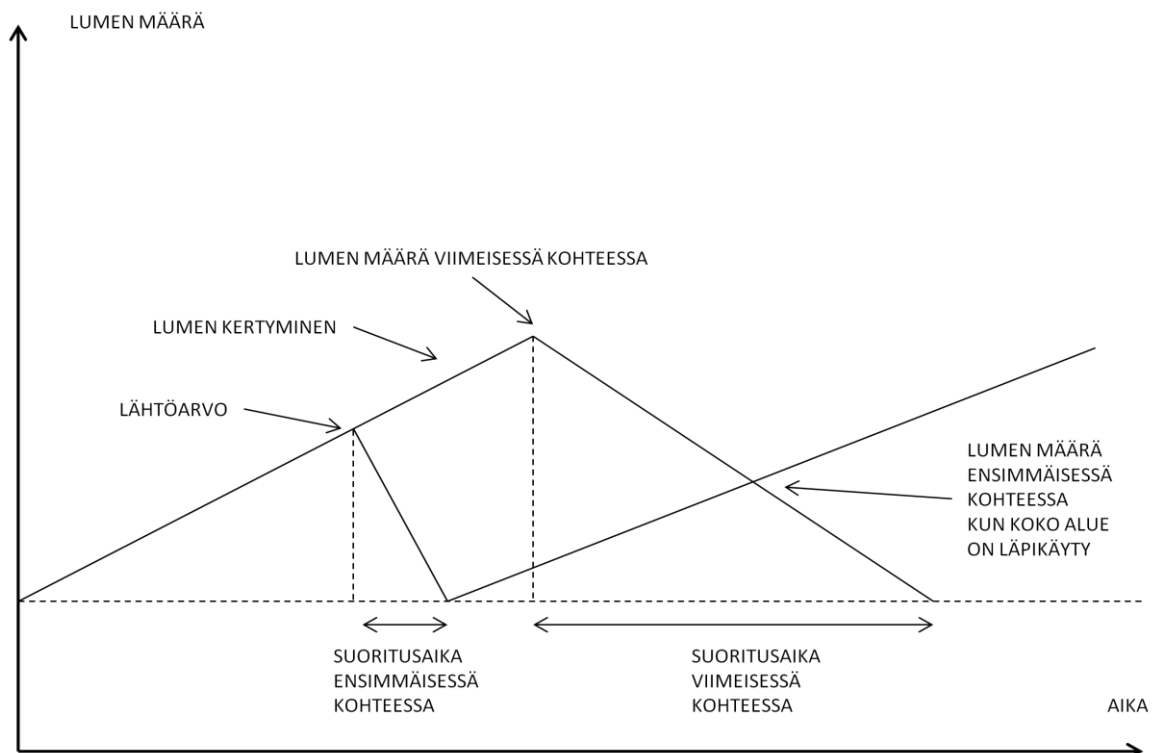 LUMEN MÄÄRÄ
LUMEN MÄÄRÄ VIIMEISESSÄ KOHTEESSA
LUMEN KERTYMINEN
LÄHTÖARVO
LUMEN MÄÄRÄ
ENSIMMÄISESSÄ
KOHTEESSA
KUN KOKO ALUE
ON LÄPIKÄYTY
SUORITUSAIKA
ENSIMMÄISESSÄ
KOHTEESSA
SUORITUSAIKA
VIIMEISESSÄ
KOHTEESSA
AIKA